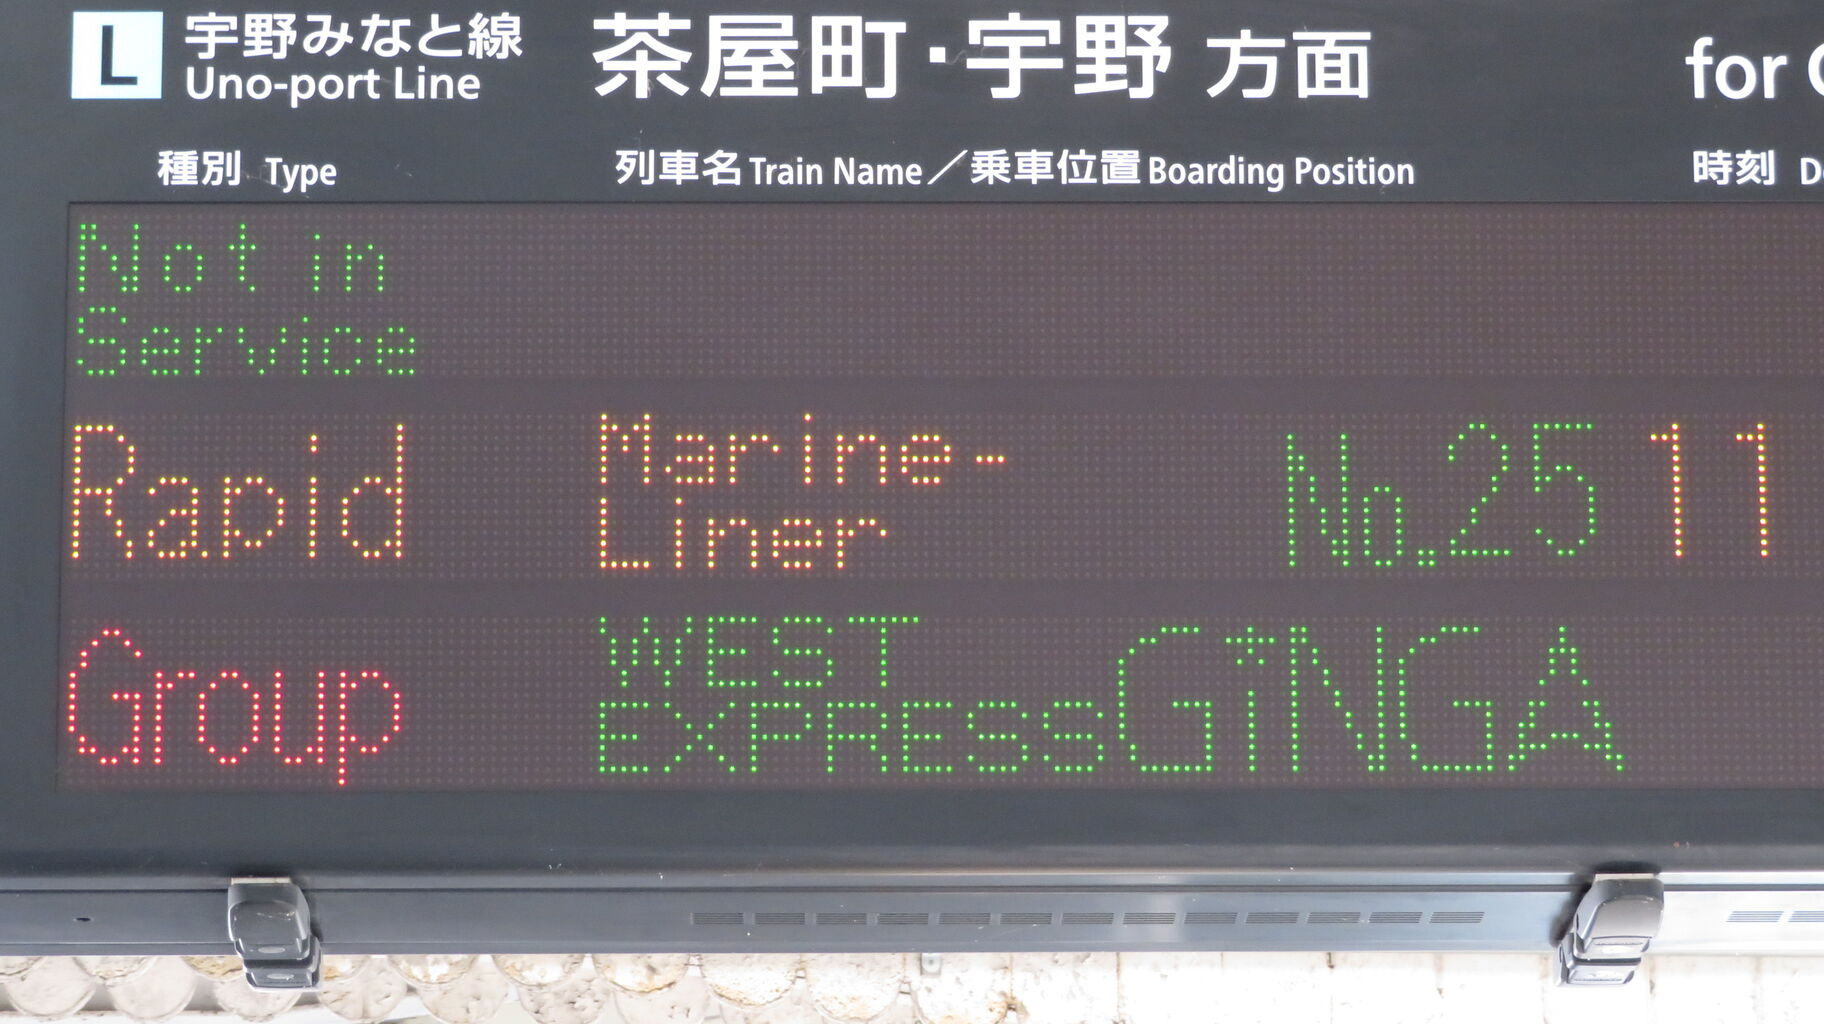 L 宇野みなと線 茶屋町・宇野 方面 for
Uno-port Line
種別 Type 列車名 Train Name／乗車位置 Boarding Position 時刻
Not in
Service
Rapid Marine-
Liner No.25 11
Group WEST
EXPRESS GiNGA